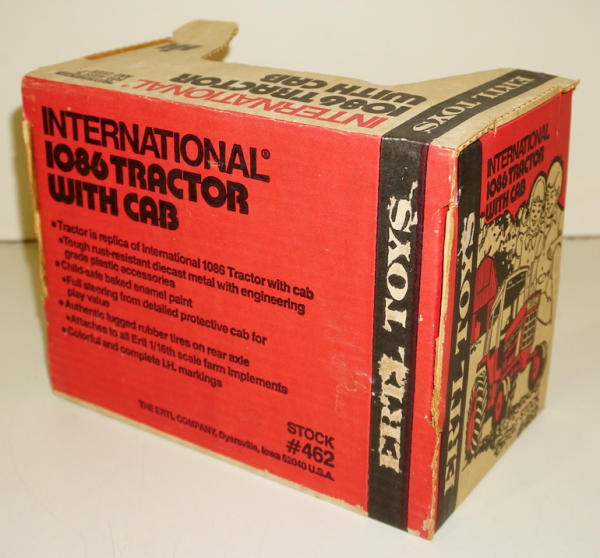 INTERNATIONAL
1086 TRACTOR
WITH CAB
ERTL TOYS
INTERNATIONAL®
1086 TRACTOR
WITH CAB
• Tractor is replica of International 1086 Tractor with cab
• Tough rust-resistant diecast metal with engineering
grade plastic accessories
• Child-safe baked enamel paint
• Full steering from detailed protective cab for
play value
• Authentic lugged rubber tires on rear axle
• Attaches to all Ertl 1/16th scale farm implements
• Colorful and complete I.H. markings
THE ERTL COMPANY, Dyersville, Iowa 52040 U.S.A.
STOCK
#462
ERTL TOYS
INTERNATIONAL
1086 TRACTOR
WITH CAB
ERTL TOYS